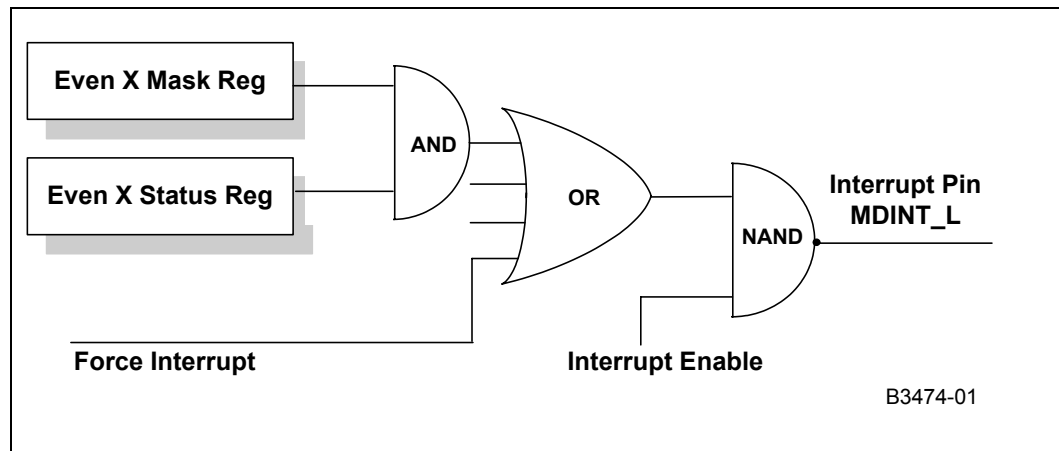 Even X Mask Reg
AND
Even X Status Reg
OR
Interrupt Pin
MDINT_L
NAND
Force Interrupt
Interrupt Enable
B3474-01